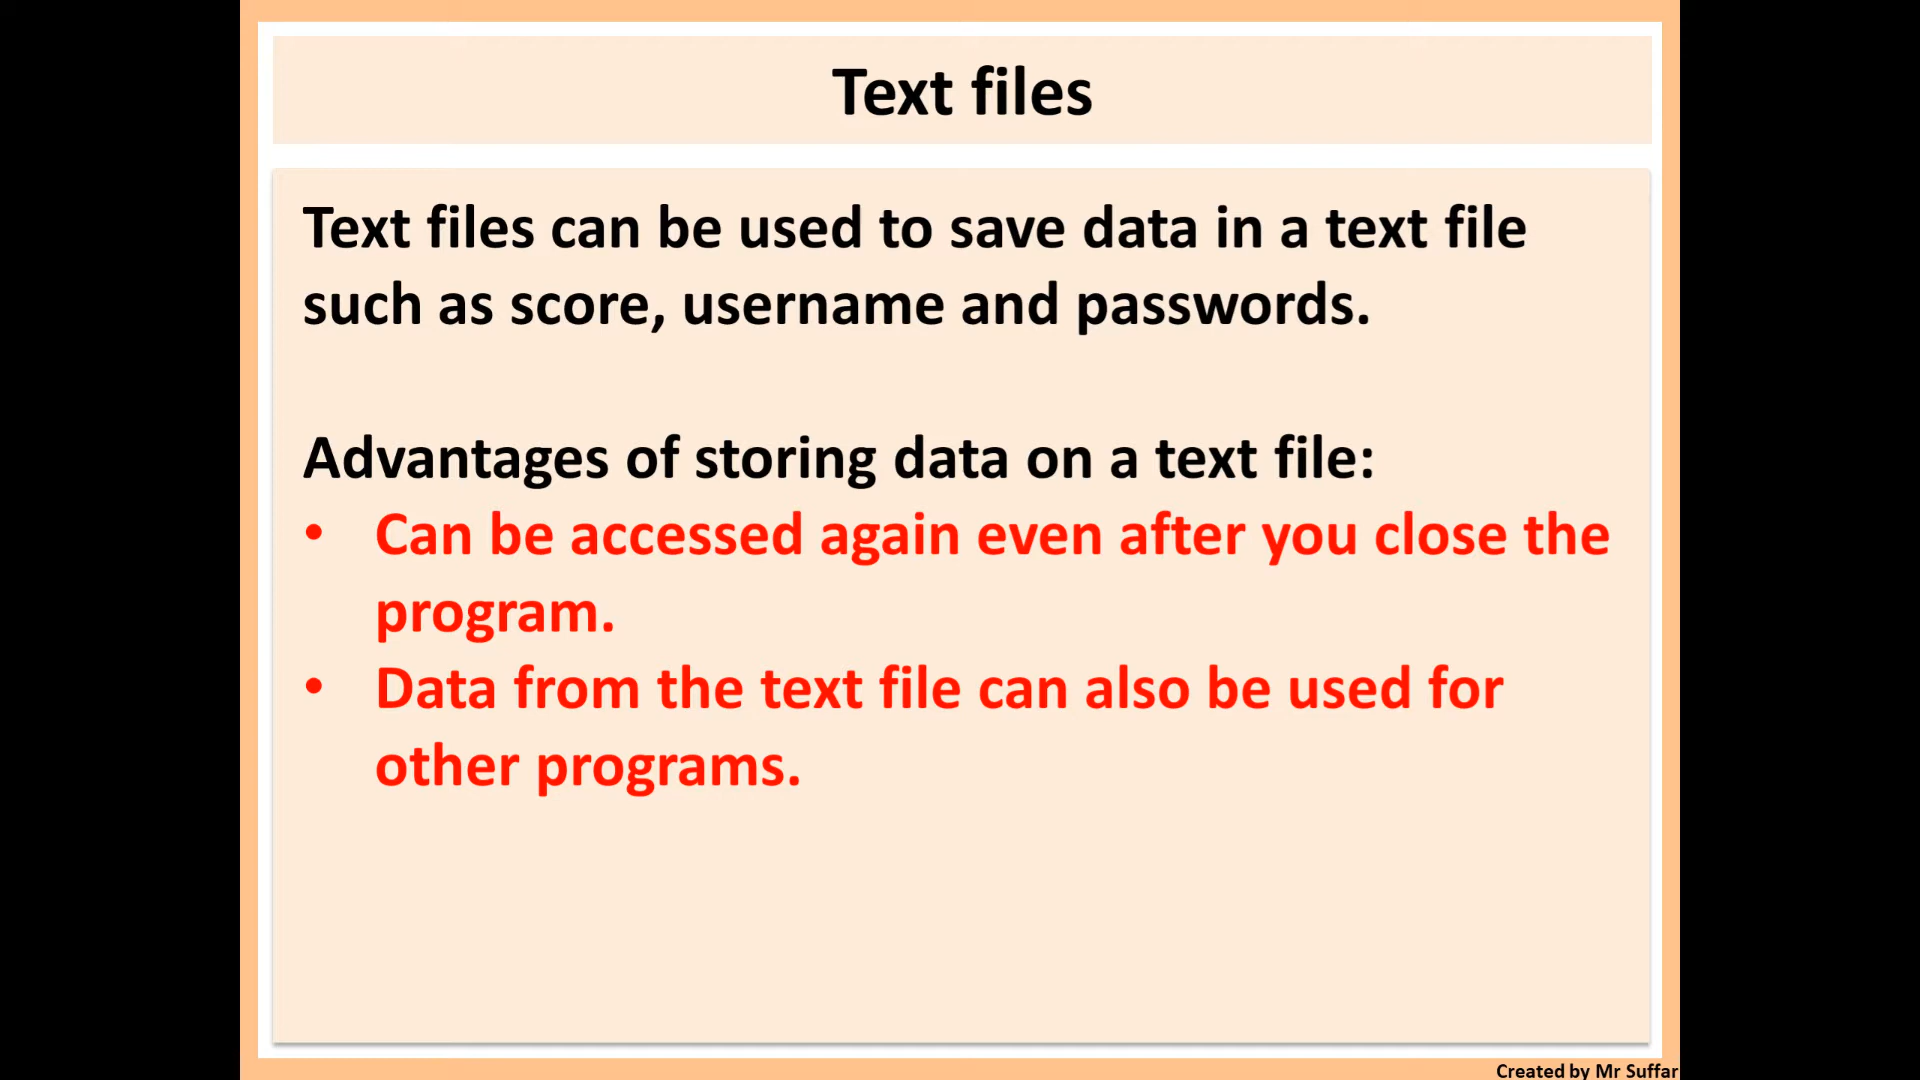 Text files
Text files can be used to save data in a text file
such as score, username and passwords.
Advantages of storing data on a text file:
• Can be accessed again even after you close the
program.
• Data from the text file can also be used for
other programs.
Created by Mr Suffar